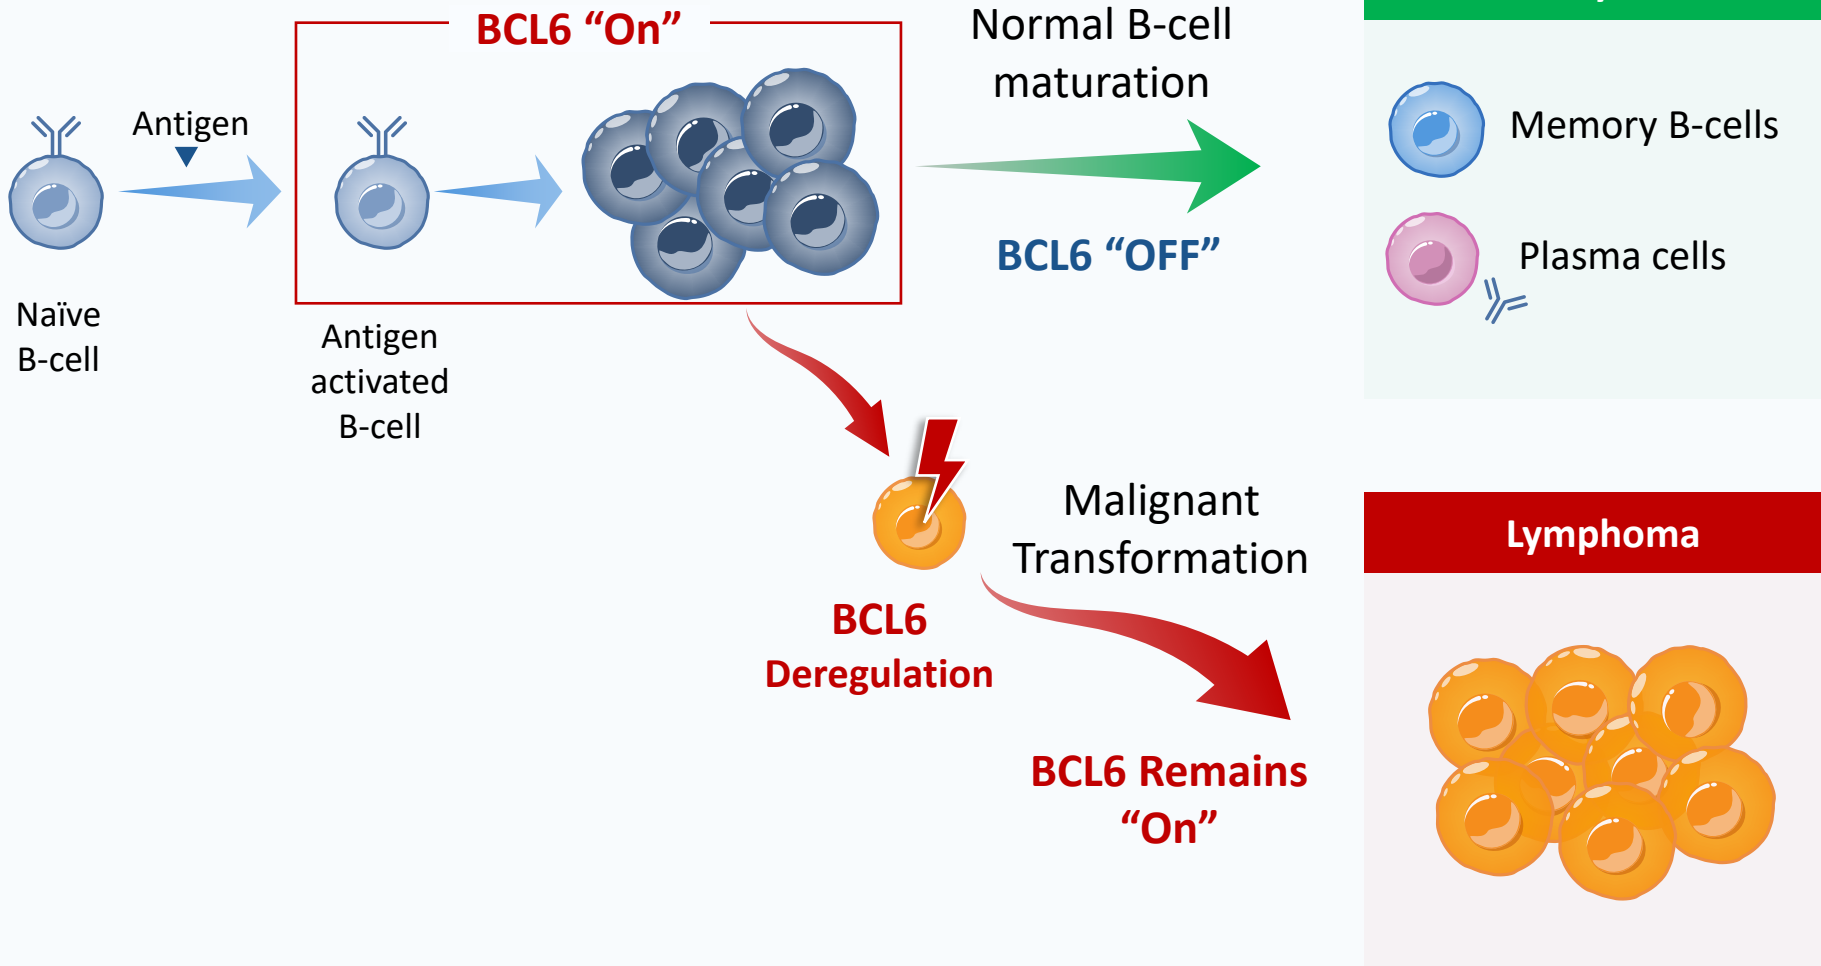 BCL6 “On”
Normal B-cell
maturation
Antigen
Memory B-cells
BCL6 “OFF”
Plasma cells
Naïve
B-cell
Antigen
activated
B-cell
Malignant
Transformation
Lymphoma
BCL6
Deregulation
BCL6 Remains
“On”